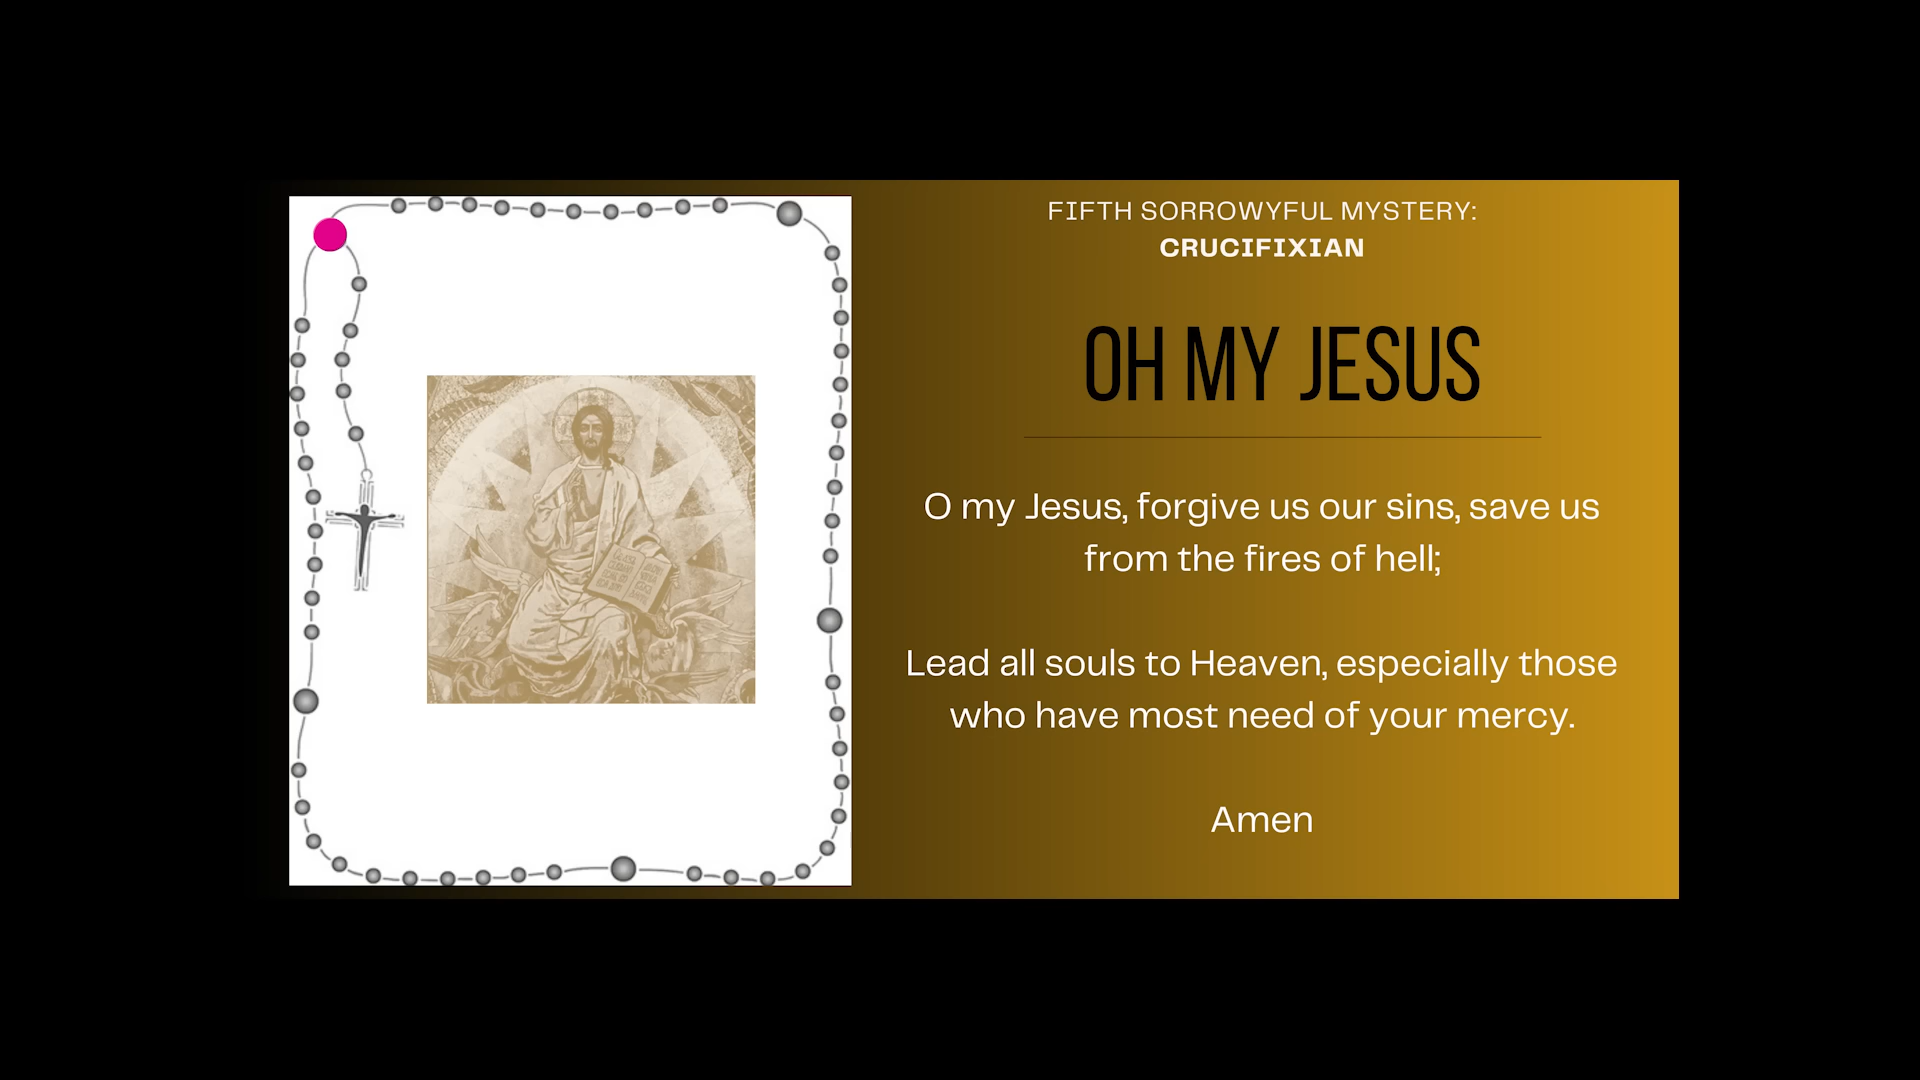 FIFTH SORROWYFUL MYSTERY:
CRUCIFIXIAN
OH MY JESUS
O my Jesus, forgive us our sins, save us
from the fires of hell;
Lead all souls to Heaven, especially those
who have most need of your mercy.
Amen